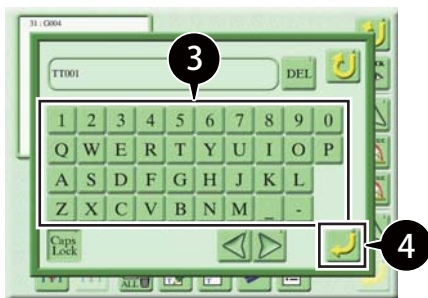 31 : G004
3
TT001
DEL
1 2 3 4 5 6 7 8 9 0
Q W E R T Y U I O P
A S D F G H J K L
Z X C V B N M _ -
Caps
Lock
4
ALL